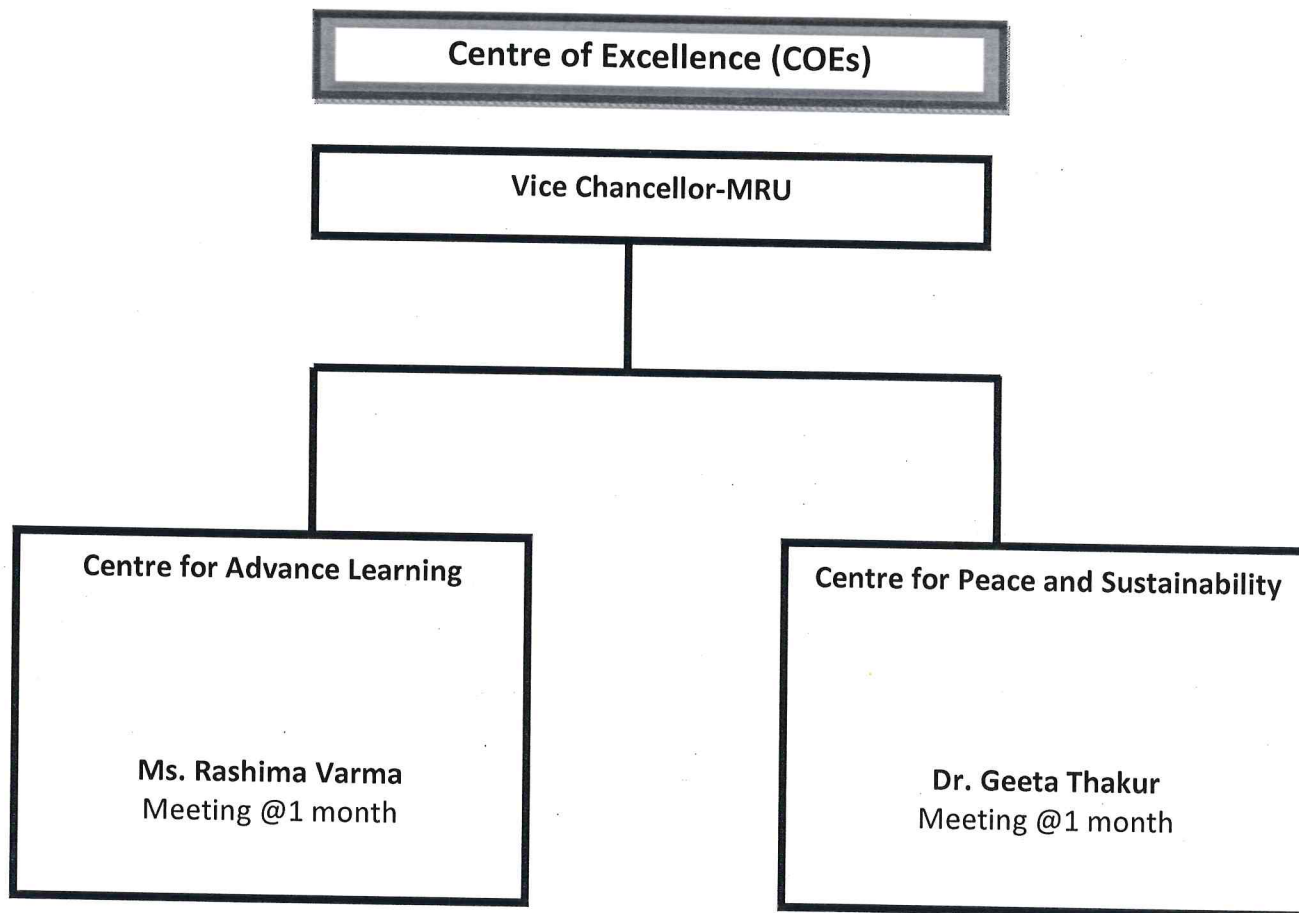 Centre of Excellence (COEs)
Vice Chancellor-MRU
Centre for Advance Learning
Ms. Rashima Varma
Meeting @1 month
Centre for Peace and Sustainability
Dr. Geeta Thakur
Meeting @1 month